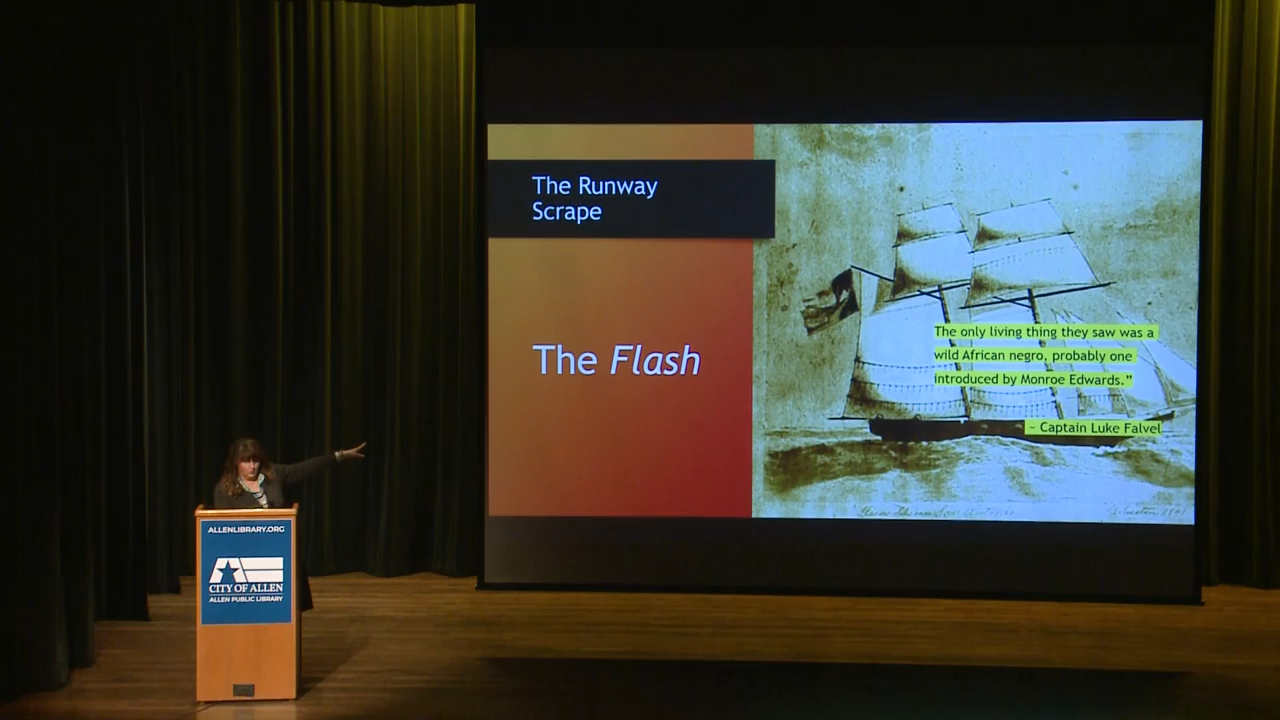 The Runway
Scrape
The Flash
The only living thing they saw was a
wild African negro, probably one
introduced by Monroe Edwards.”
~ Captain Luke Falvel
ALLENLIBRARY.ORG
CITY OF ALLEN
ALLEN PUBLIC LIBRARY